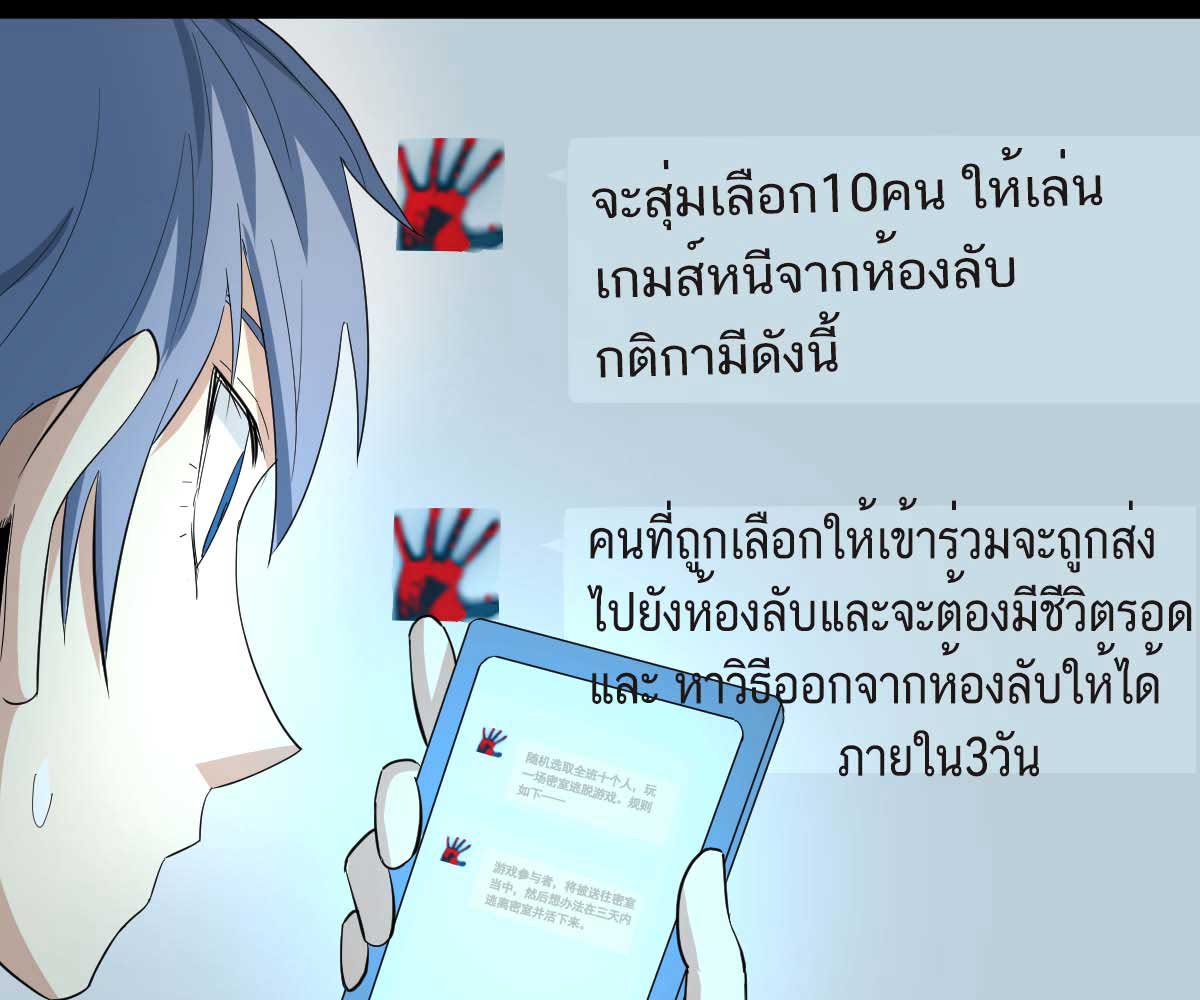 จะสุ่มเลือก10คน ให้เล่น
เกมส์หนีจากห้องลับ
กติกามีดังนี้
คนที่ถูกเลือกให้เข้าร่วมจะถูกส่ง
ไปยังห้องลับและจะต้องมีชีวิตรอด
และ หาวิธีออกจากห้องลับให้ได้
ภายใน3วัน
随机选取全班十个人，玩
一场密室逃脱游戏。规则
如下——
游戏参与者，将被送往密室
当中，然后想办法在三天内
逃离密室并活下来。